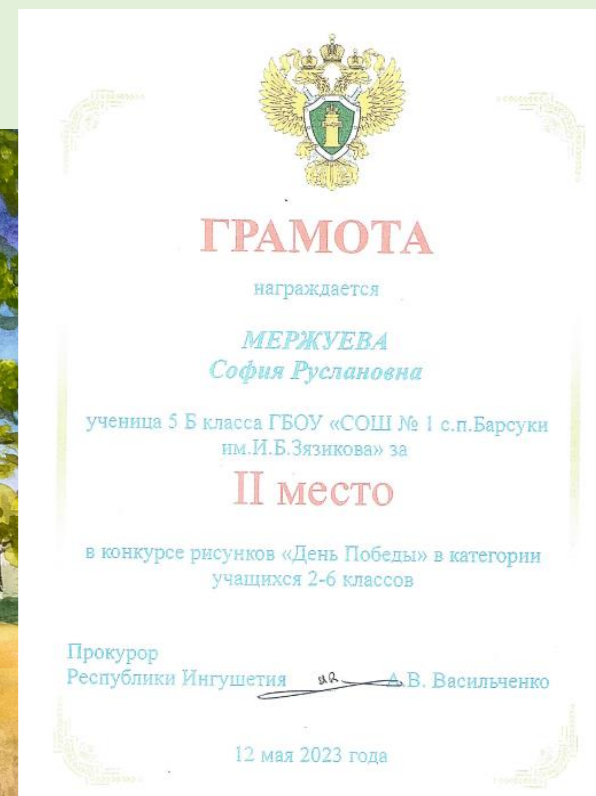 ГРАМОТА
награждается
МЕРЖУЕВА
София Руслановна
ученица 5 Б класса ГБОУ «СОШ № 1 с.п.Барсуки
им.И.Б.Зязикова» за
II место
в конкурсе рисунков «День Победы» в категории
учащихся 2-6 классов
Прокурор
Республики Ингушетия А.В. Васильченко
12 мая 2023 года